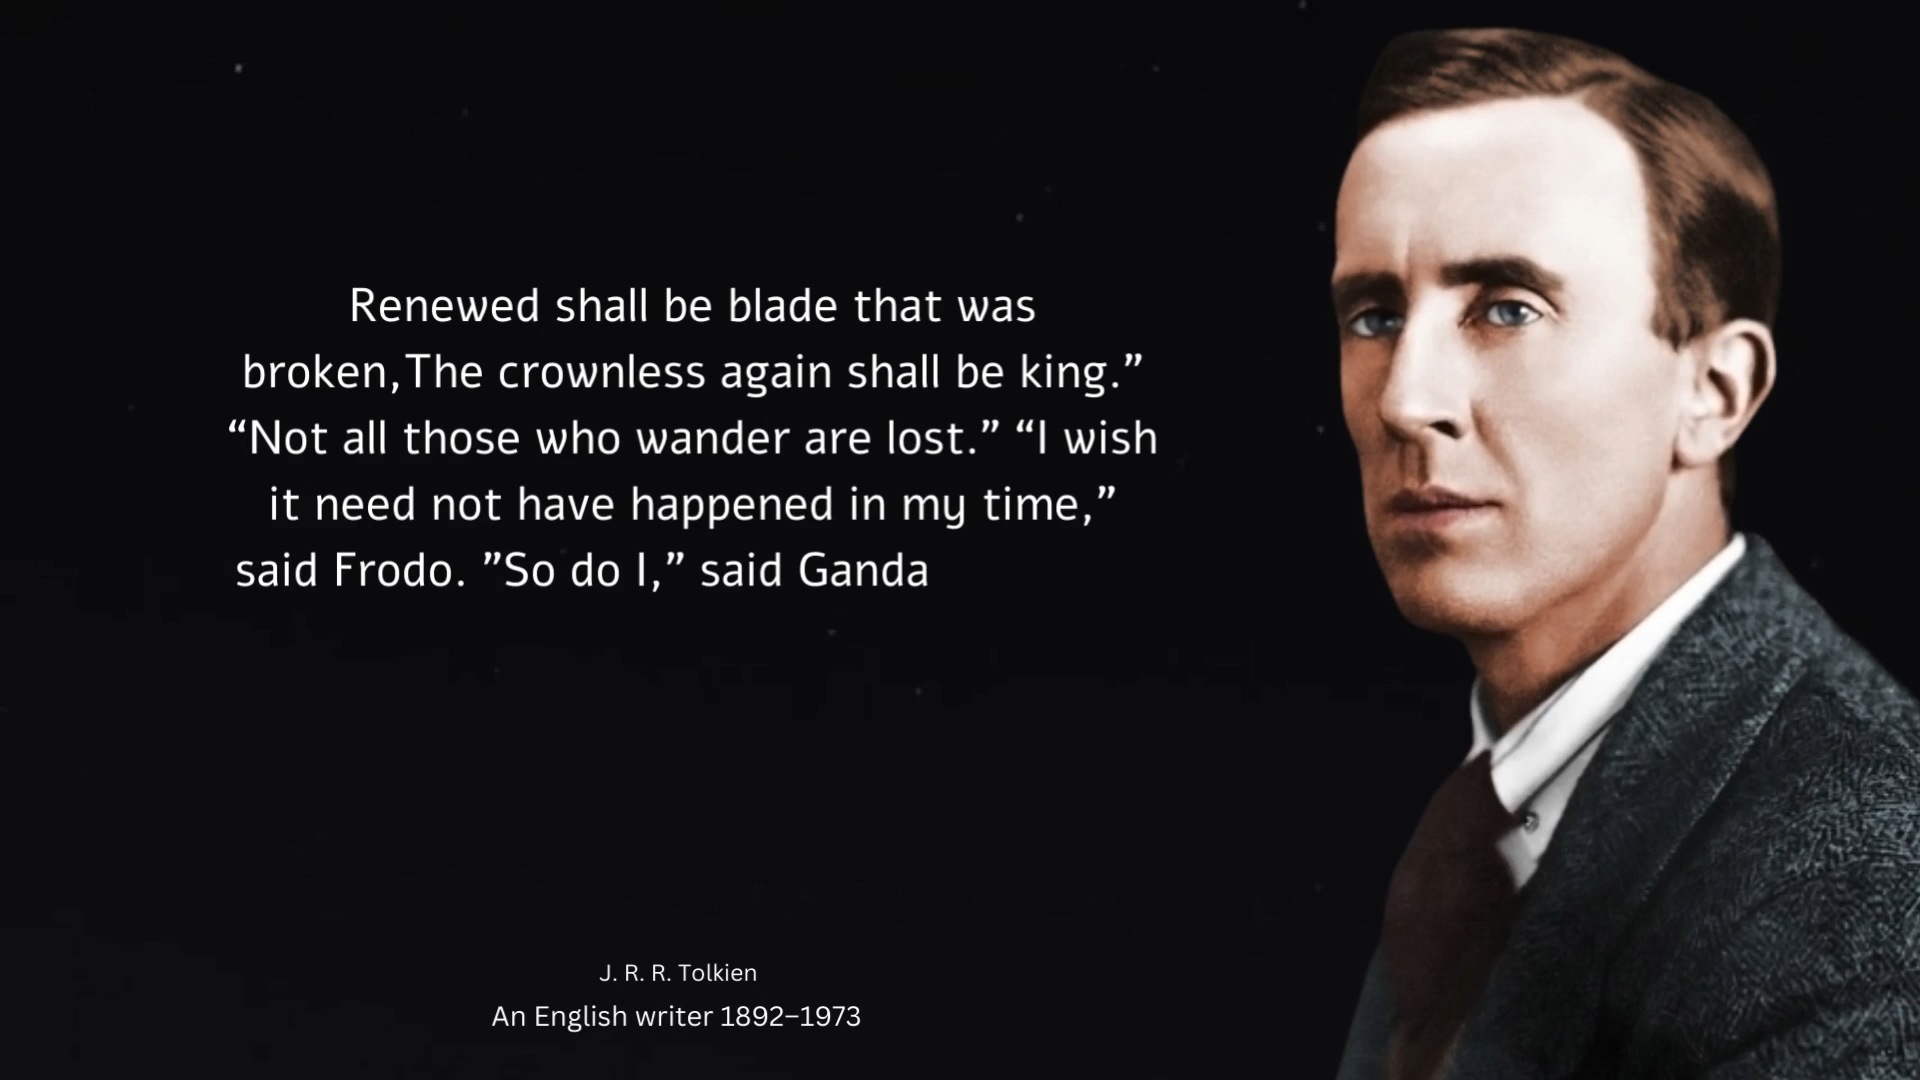 Renewed shall be blade that was
broken,The crownless again shall be king.”
“Not all those who wander are lost.” “I wish
it need not have happened in my time,”
said Frodo. ”So do I,” said Ganda
J. R. R. Tolkien
An English writer 1892–1973